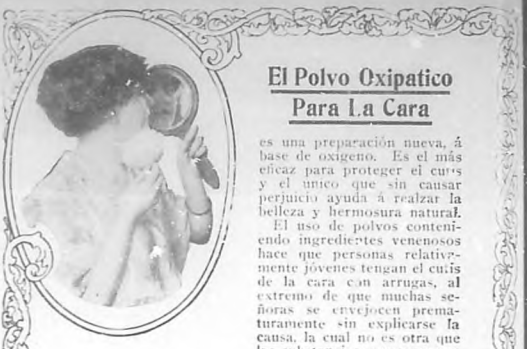 El Polvo Oxipatico
Para La Cara
es una preparación nueva, á
base de oxigeno. Es el más
eficaz para proteger el cutis
y el unico que sin causar
perjuicio ayuda á realzar la
belleza y hermosura natural.
El uso de polvos conteni-
endo ingredientes venenosos
hace que personas relativa-
mente jóvenes tengan el cutis
de la cara con arrugas, al
extremo de que muchas se-
ñoras se envejecen prema-
turamente sin explicarse la
causa, la cual no es otra que